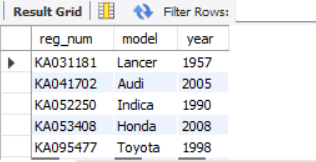 Result Grid Filter Rows:
reg_num model year
KA031181 Lancer 1957
KA041702 Audi 2005
KA052250 Indica 1990
KA053408 Honda 2008
KA095477 Toyota 1998